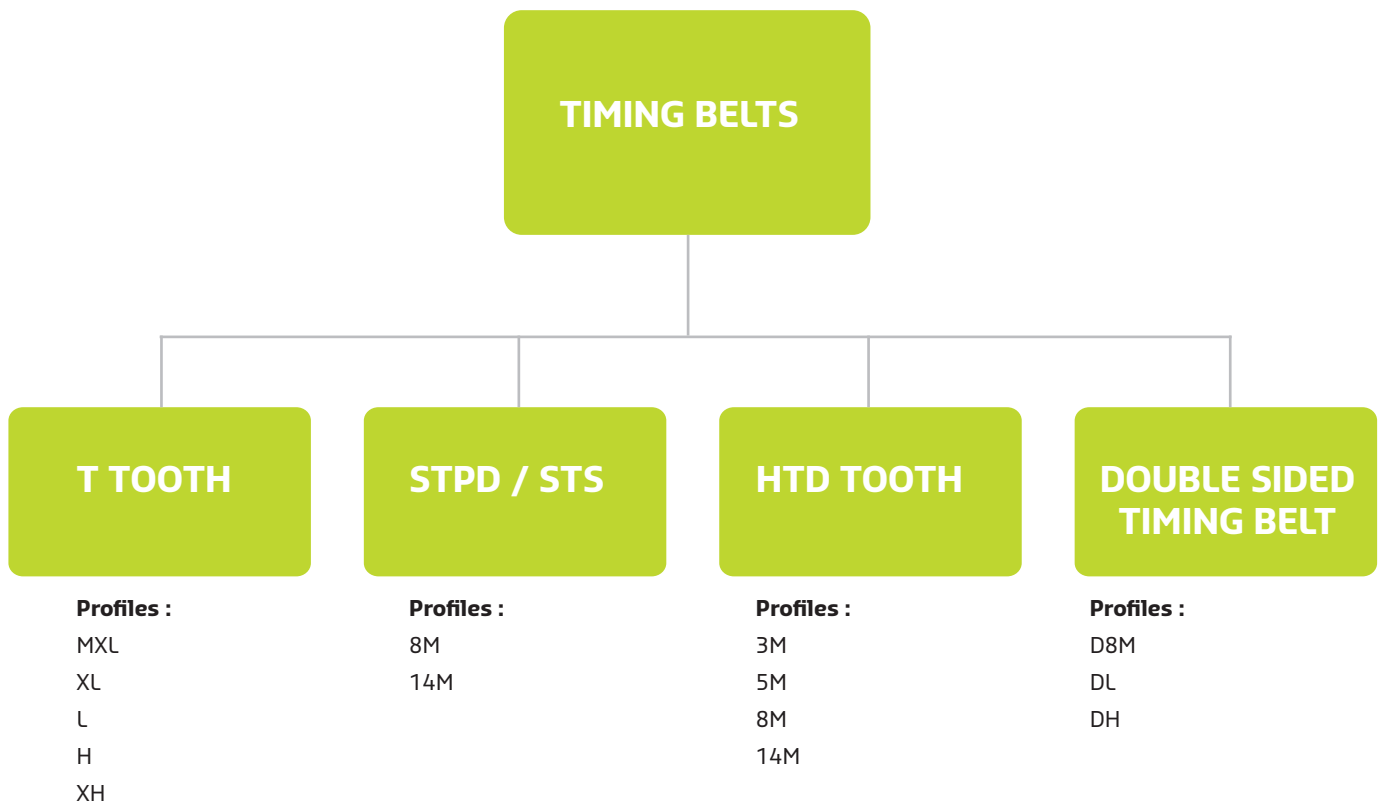 TIMING BELTS
T TOOTH
Profiles :
MXL
XL
L
H
XH
STPD / STS
Profiles :
8M
14M
HTD TOOTH
Profiles :
3M
5M
8M
14M
DOUBLE SIDED
TIMING BELT
Profiles :
D8M
DL
DH